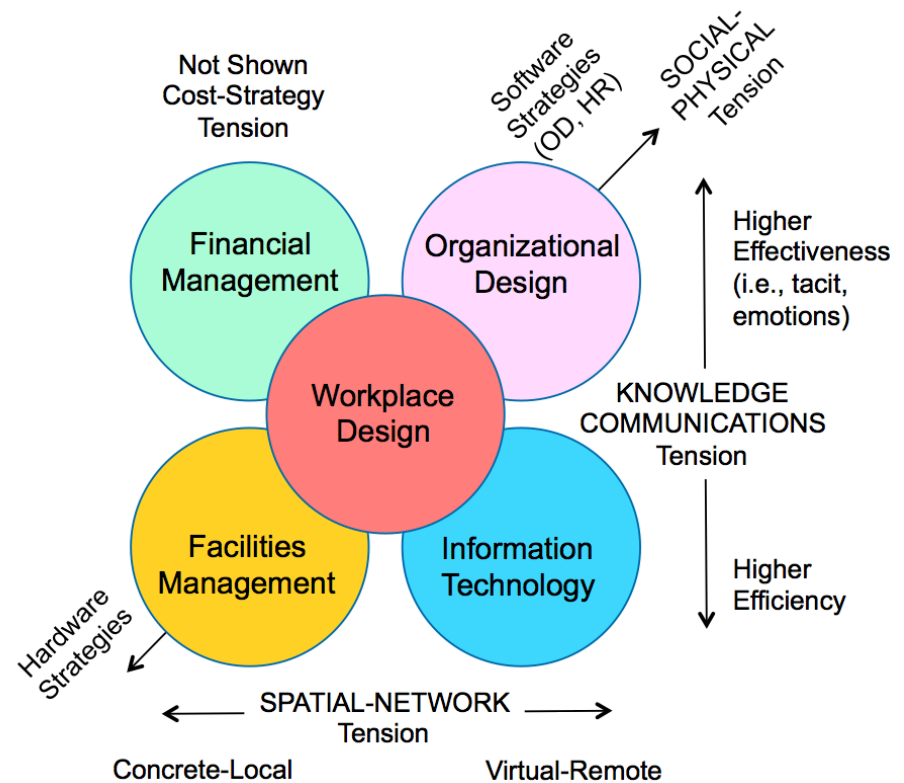 Not Shown
Cost-Strategy
Tension
Software
Strategies
(OD, HR)
SOCIAL-
PHYSICAL
Tension
Financial
Management
Organizational
Design
Higher
Effectiveness
(i.e., tacit,
emotions)
Workplace
Design
KNOWLEDGE
COMMUNICATIONS
Tension
Facilities
Management
Information
Technology
Higher
Efficiency
Hardware
Strategies
SPATIAL-NETWORK
Tension
Concrete-Local
Virtual-Remote